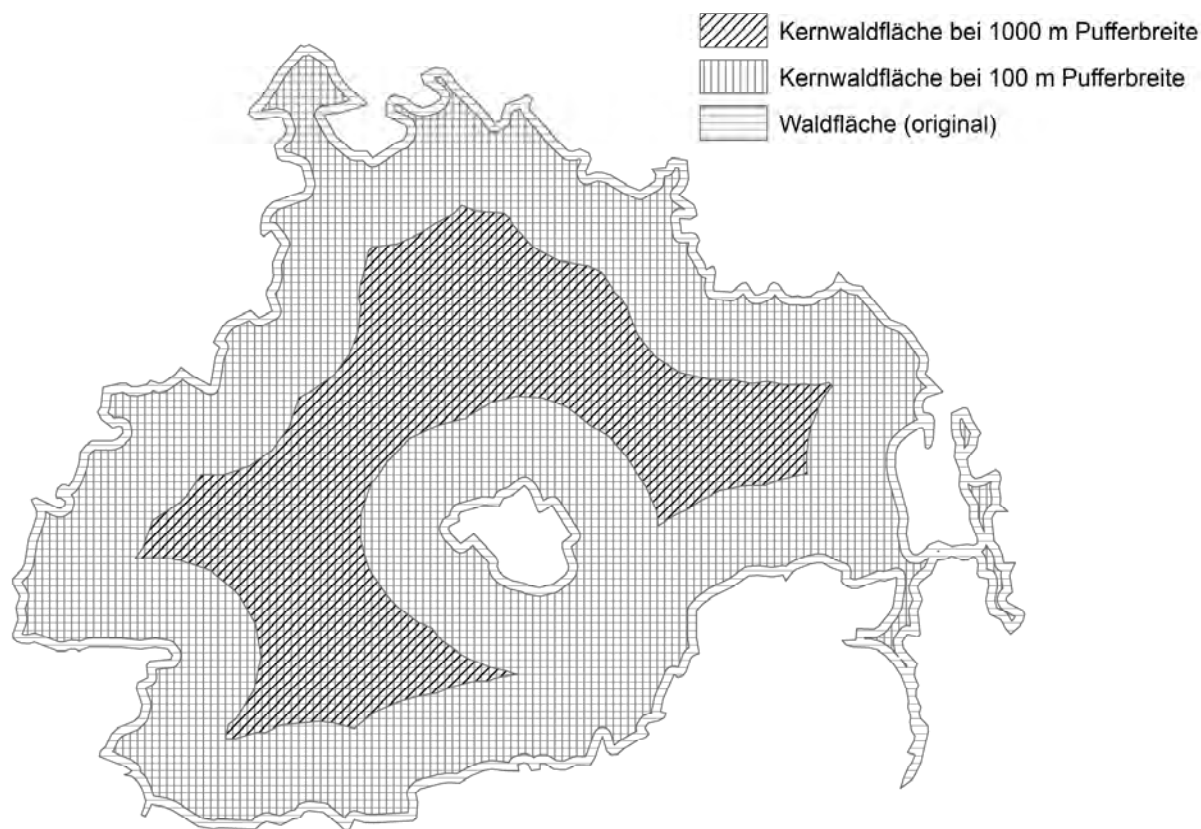 Kernwaldfläche bei 1000 m Pufferbreite
Kernwaldfläche bei 100 m Pufferbreite
Waldfläche (original)